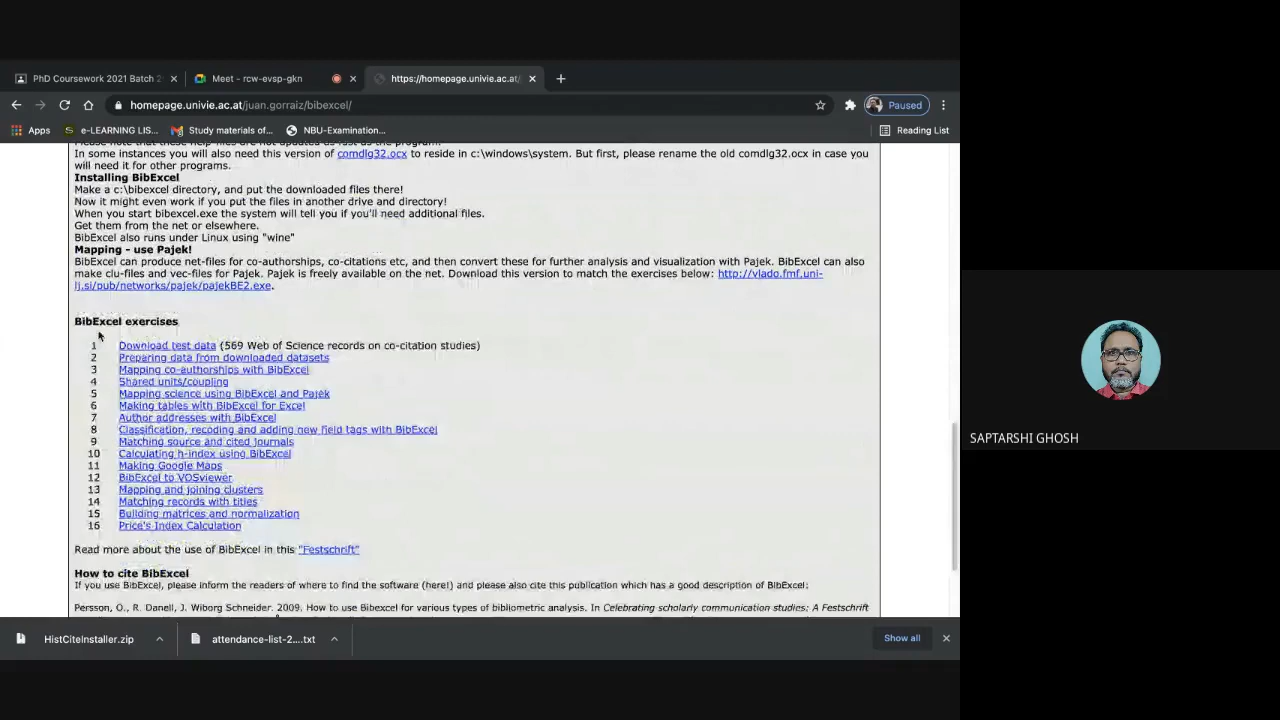 PhD Coursework 2021 Batch 2
Meet - rcw-evsp-gkn
https://homepage.univie.ac.at/
homepage.univie.ac.at/juan.gorraiz/bibexcel/
Paused
Apps
e-LEARNING LIS...
Study materials of...
NBU-Examination...
Reading List
Please note that these help-files are not updated as fast as the program!
In some instances you will also need this version of comdlg32.ocx to reside in c:\windows\system. But first, please rename the old comdlg32.ocx in case you
will need it for other programs.
Installing BibExcel
Make a c:\bibexcel directory, and put the downloaded files there!
Now it might even work if you put the files in another drive and directory!
When you start bibexcel.exe the system will tell you if you'll need additional files.
Get them from the net or elsewhere.
BibExcel also runs under Linux using "wine"
Mapping - use Pajek!
BibExcel can produce net-files for co-authorships, co-citations etc, and then convert these for further analysis and visualization with Pajek. BibExcel can also
make clu-files and vec-files for Pajek. Pajek is freely available on the net. Download this version to match the exercises below: http://vlado.fmf.uni-
lj.si/pub/networks/pajek/pajekBE2.exe.
BibExcel exercises
1 Download test data (569 Web of Science records on co-citation studies)
2 Preparing data from downloaded datasets
3 Mapping co-authorships with BibExcel
4 Shared units/coupling
5 Mapping science using BibExcel and Pajek
6 Making tables with BibExcel for Excel
7 Author addresses with BibExcel
8 Classification, recoding and adding new field tags with BibExcel
9 Matching source and cited journals
10 Calculating h-index using BibExcel
11 Making Google Maps
12 BibExcel to VOSviewer
13 Mapping and joining clusters
14 Matching records with titles
15 Building matrices and normalization
16 Price's Index Calculation
Read more about the use of BibExcel in this "Festschrift"
How to cite BibExcel
If you use BibExcel, please inform the readers of where to find the software (here!) and please also cite this publication which has a good description of BibExcel:
Persson, O., R. Danell, J. Wiborg Schneider. 2009. How to use Bibexcel for various types of bibliometric analysis. In Celebrating scholarly communication studies: A Festschrift
HistCiteInstaller.zip
attendance-list-2....txt
Show all
SAPTARSHI GHOSH